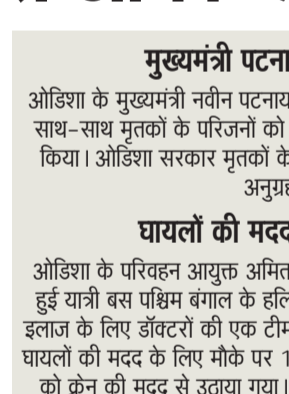 मुख्यमंत्री पटना
ओडिशा के मुख्यमंत्री नवीन पटनाय
साथ-साथ मृतकों के परिजनों को
किया। ओडिशा सरकार मृतकों के
अनुग्रह
घायलों की मदद
ओडिशा के परिवहन आयुक्त अमित
हुई यात्री बस पश्चिम बंगाल के हलि
इलाज के लिए डॉक्टरों की एक टीम
घायलों की मदद के लिए मौके पर 1
को क्रेन की मदद से उठाया गया।